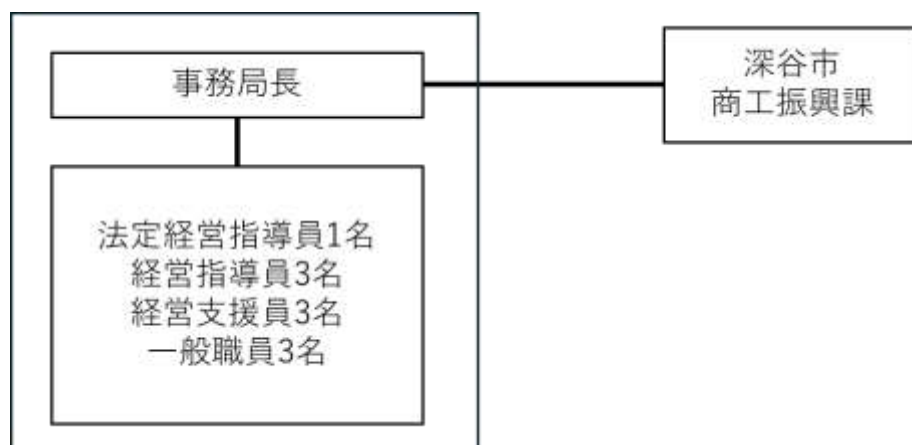 事務局長
深谷市
商工振興課
法定経営指導員1名
経営指導員3名
経営支援員3名
一般職員3名